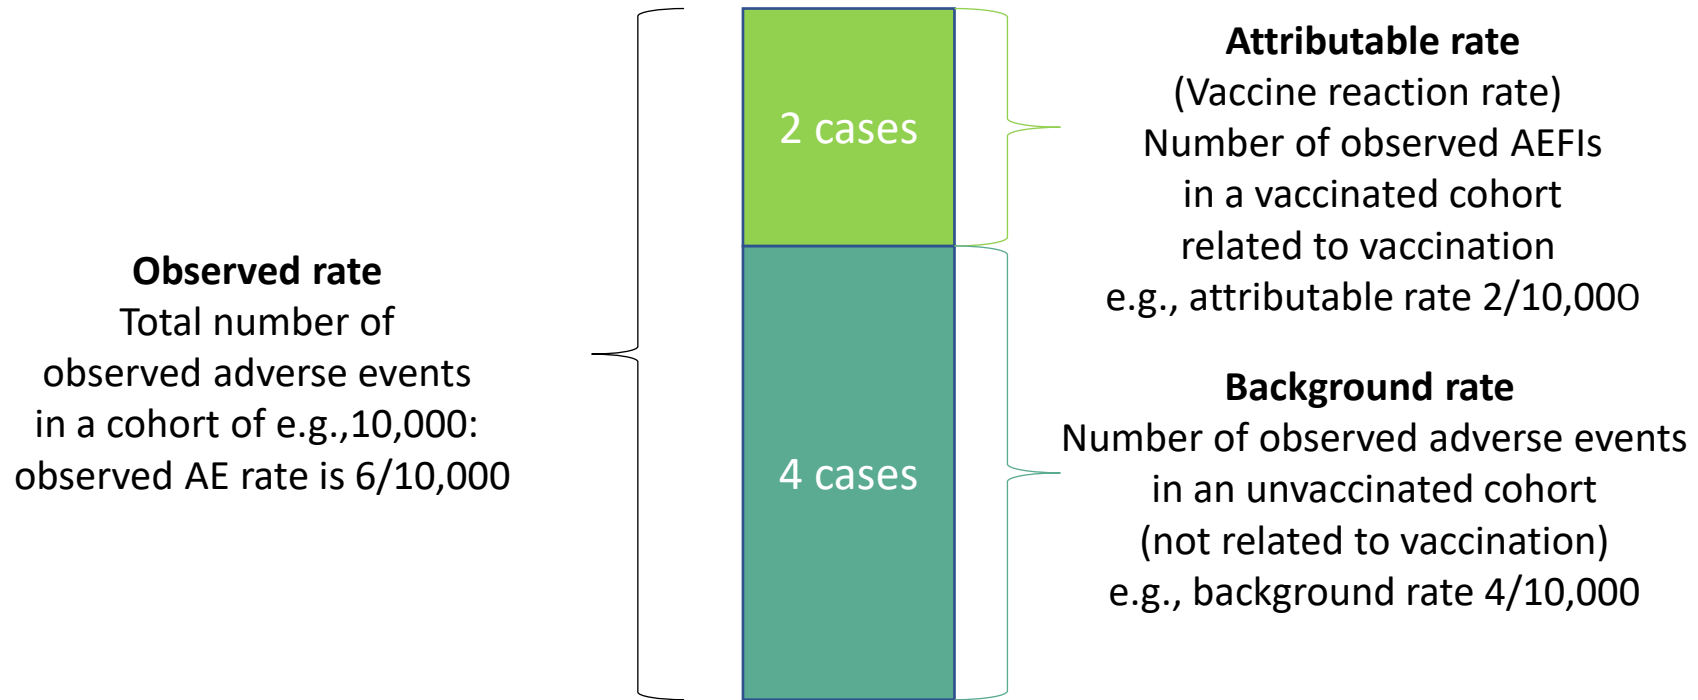 Observed rate
Total number of
observed adverse events
in a cohort of e.g.,10,000:
observed AE rate is 6/10,000
2 cases
4 cases
Attributable rate
(Vaccine reaction rate)
Number of observed AEFIs
in a vaccinated cohort
related to vaccination
e.g., attributable rate 2/10,000
Background rate
Number of observed adverse events
in an unvaccinated cohort
(not related to vaccination)
e.g., background rate 4/10,000